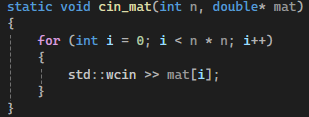 static void cin_mat(int n, double* mat)
{
    for (int i = 0; i < n * n; i++)
    {
        std::wcin >> mat[i];
    }
}